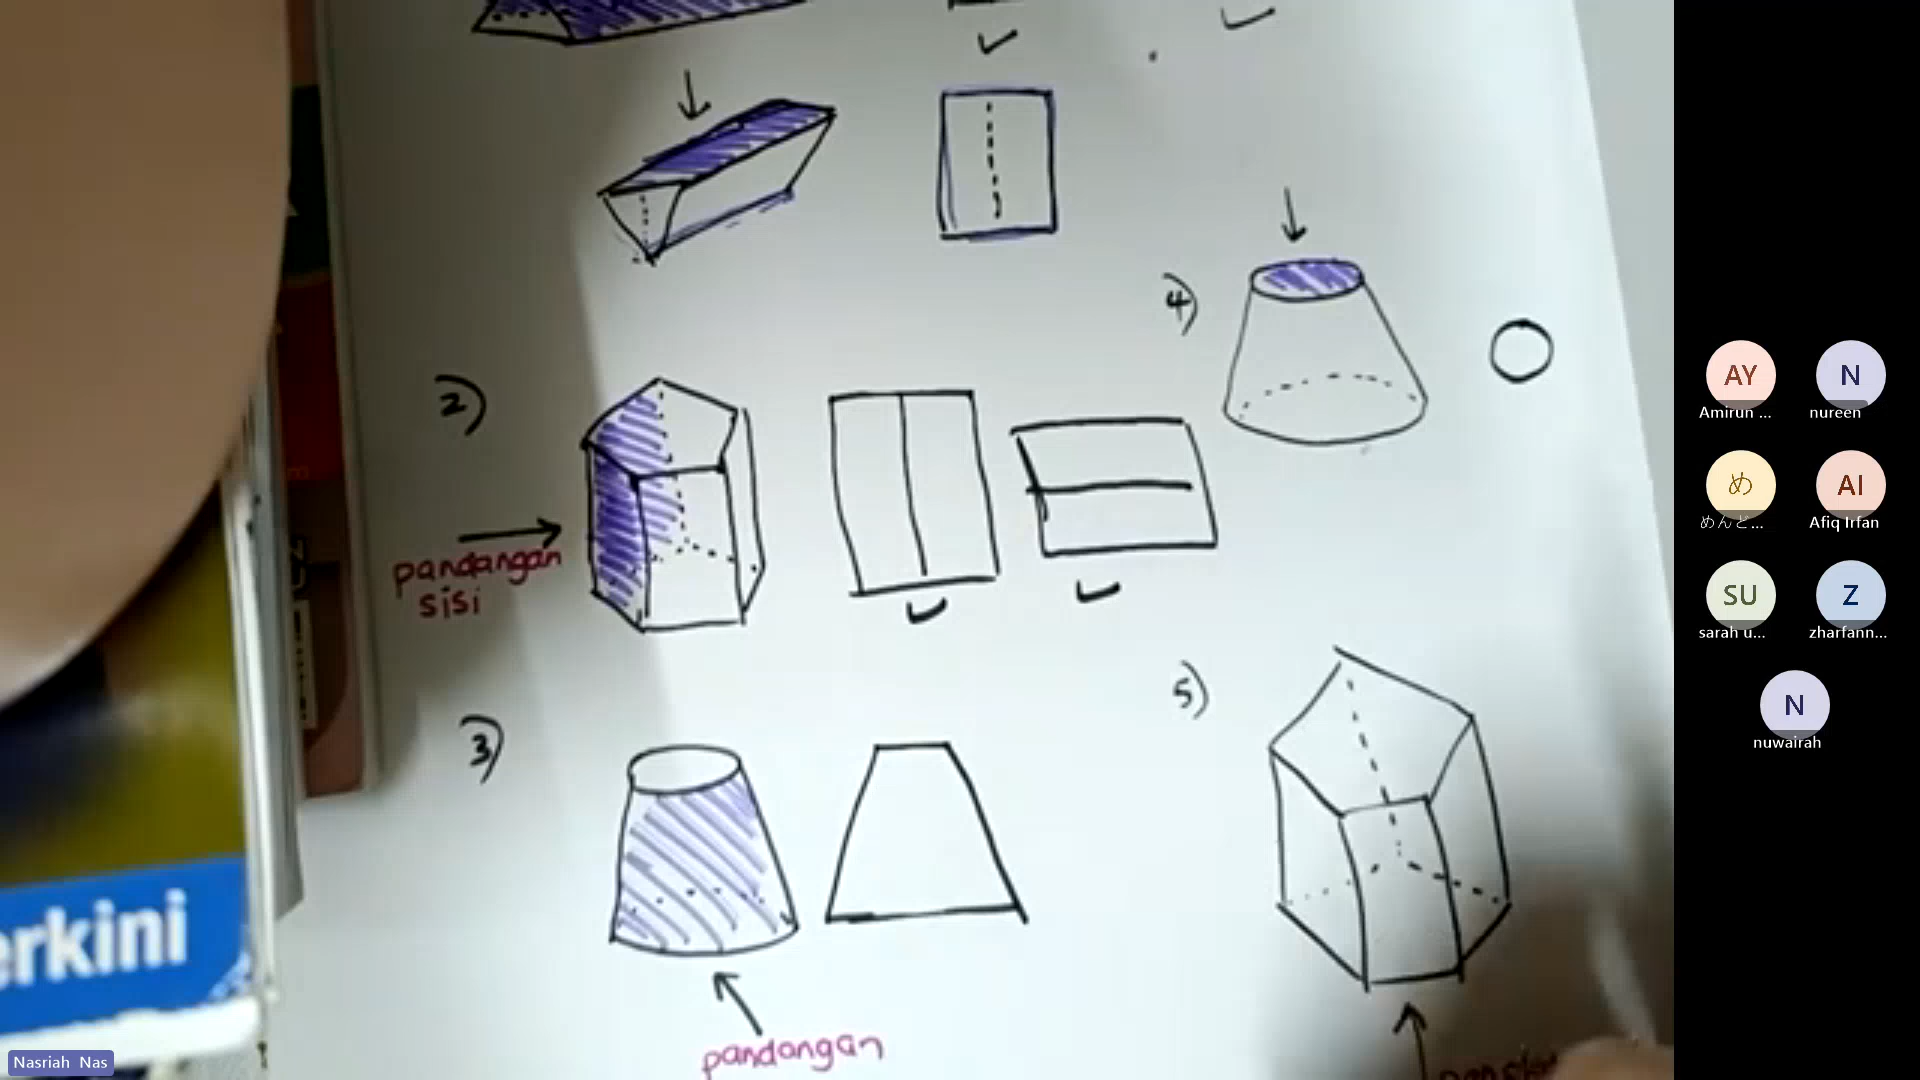 4)
2)
pandangan
sisi
3)
5)
pandangan
erkini
Nasriah Nas
AY
Amirun ...
N
nureen
め
めんど...
AI
Afiq Irfan
SU
sarah u...
Z
zharfann...
N
nuwairah